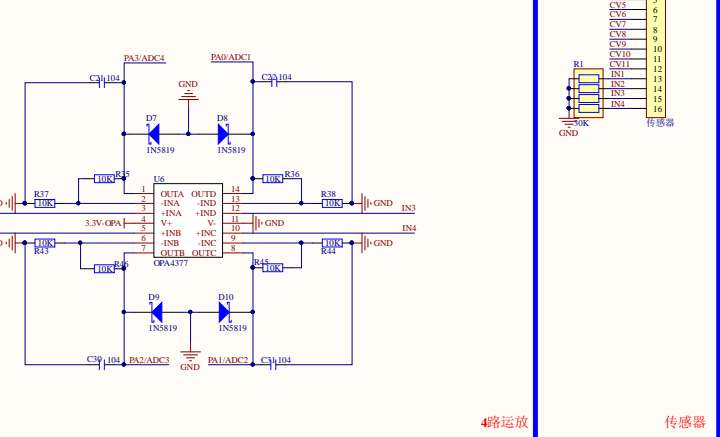 PA3/ADC4
PA0/ADC1
C21 104
C22 104
GND
D7
D8
1N5819
1N5819
R35
10K
R36
10K
U6
R37
10K
R38
10K
GND
1 OUTA OUTD 14
2 -INA -IND 13
3 +INA +IND 12
4 V+ V- 11
5 +INB +INC 10
6 -INB -INC 9
7 OUTB OUTC 8
OPA4377
3.3V-OPA
GND
IN3
IN4
10K
R43
10K
R44
GND
R46
10K
R45
10K
D9
D10
1N5819
1N5819
GND
C30 104
PA2/ADC3
PA1/ADC2
C31 104
4路运放
CV5 6
CV6 7
CV7 8
CV8 9
CV9 10
CV10 11
CV11 12
IN1 13
IN2 14
IN3 15
IN4 16
R1
30K
GND
传感器
传感器